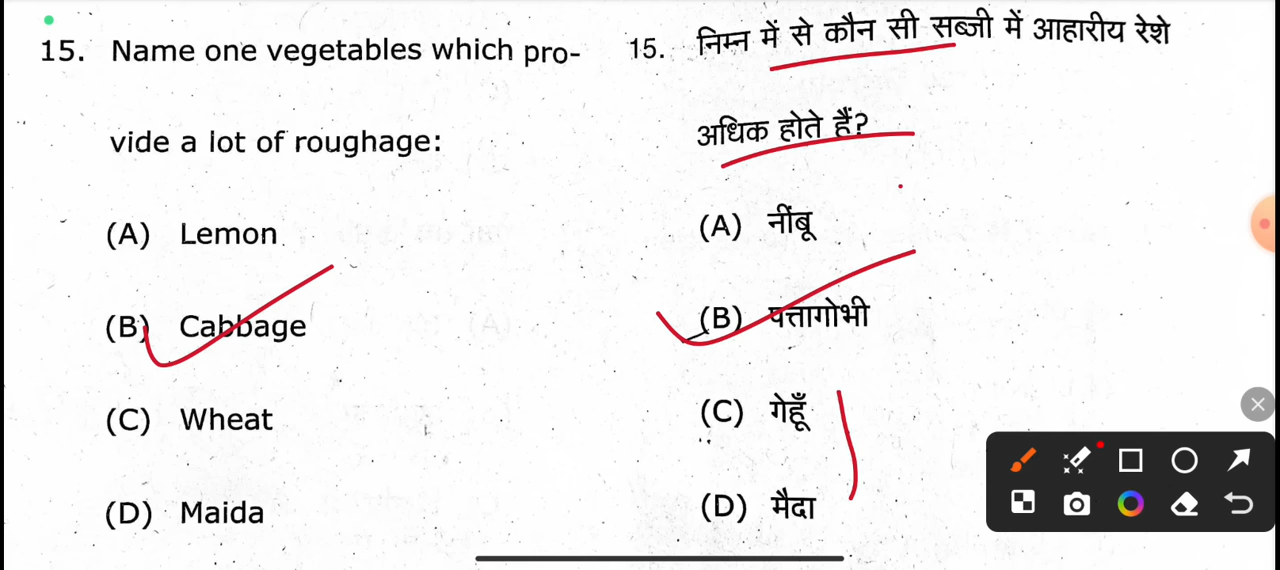 15. Name one vegetables which pro-
vide a lot of roughage:
(A) Lemon
(B) Cabbage
(C) Wheat
(D) Maida
15. निम्न में से कौन सी सब्जी में आहारीय रेशे
अधिक होते हैं?
(A) नींबू
(B) पत्तागोभी
(C) गेहूँ
(D) मैदा